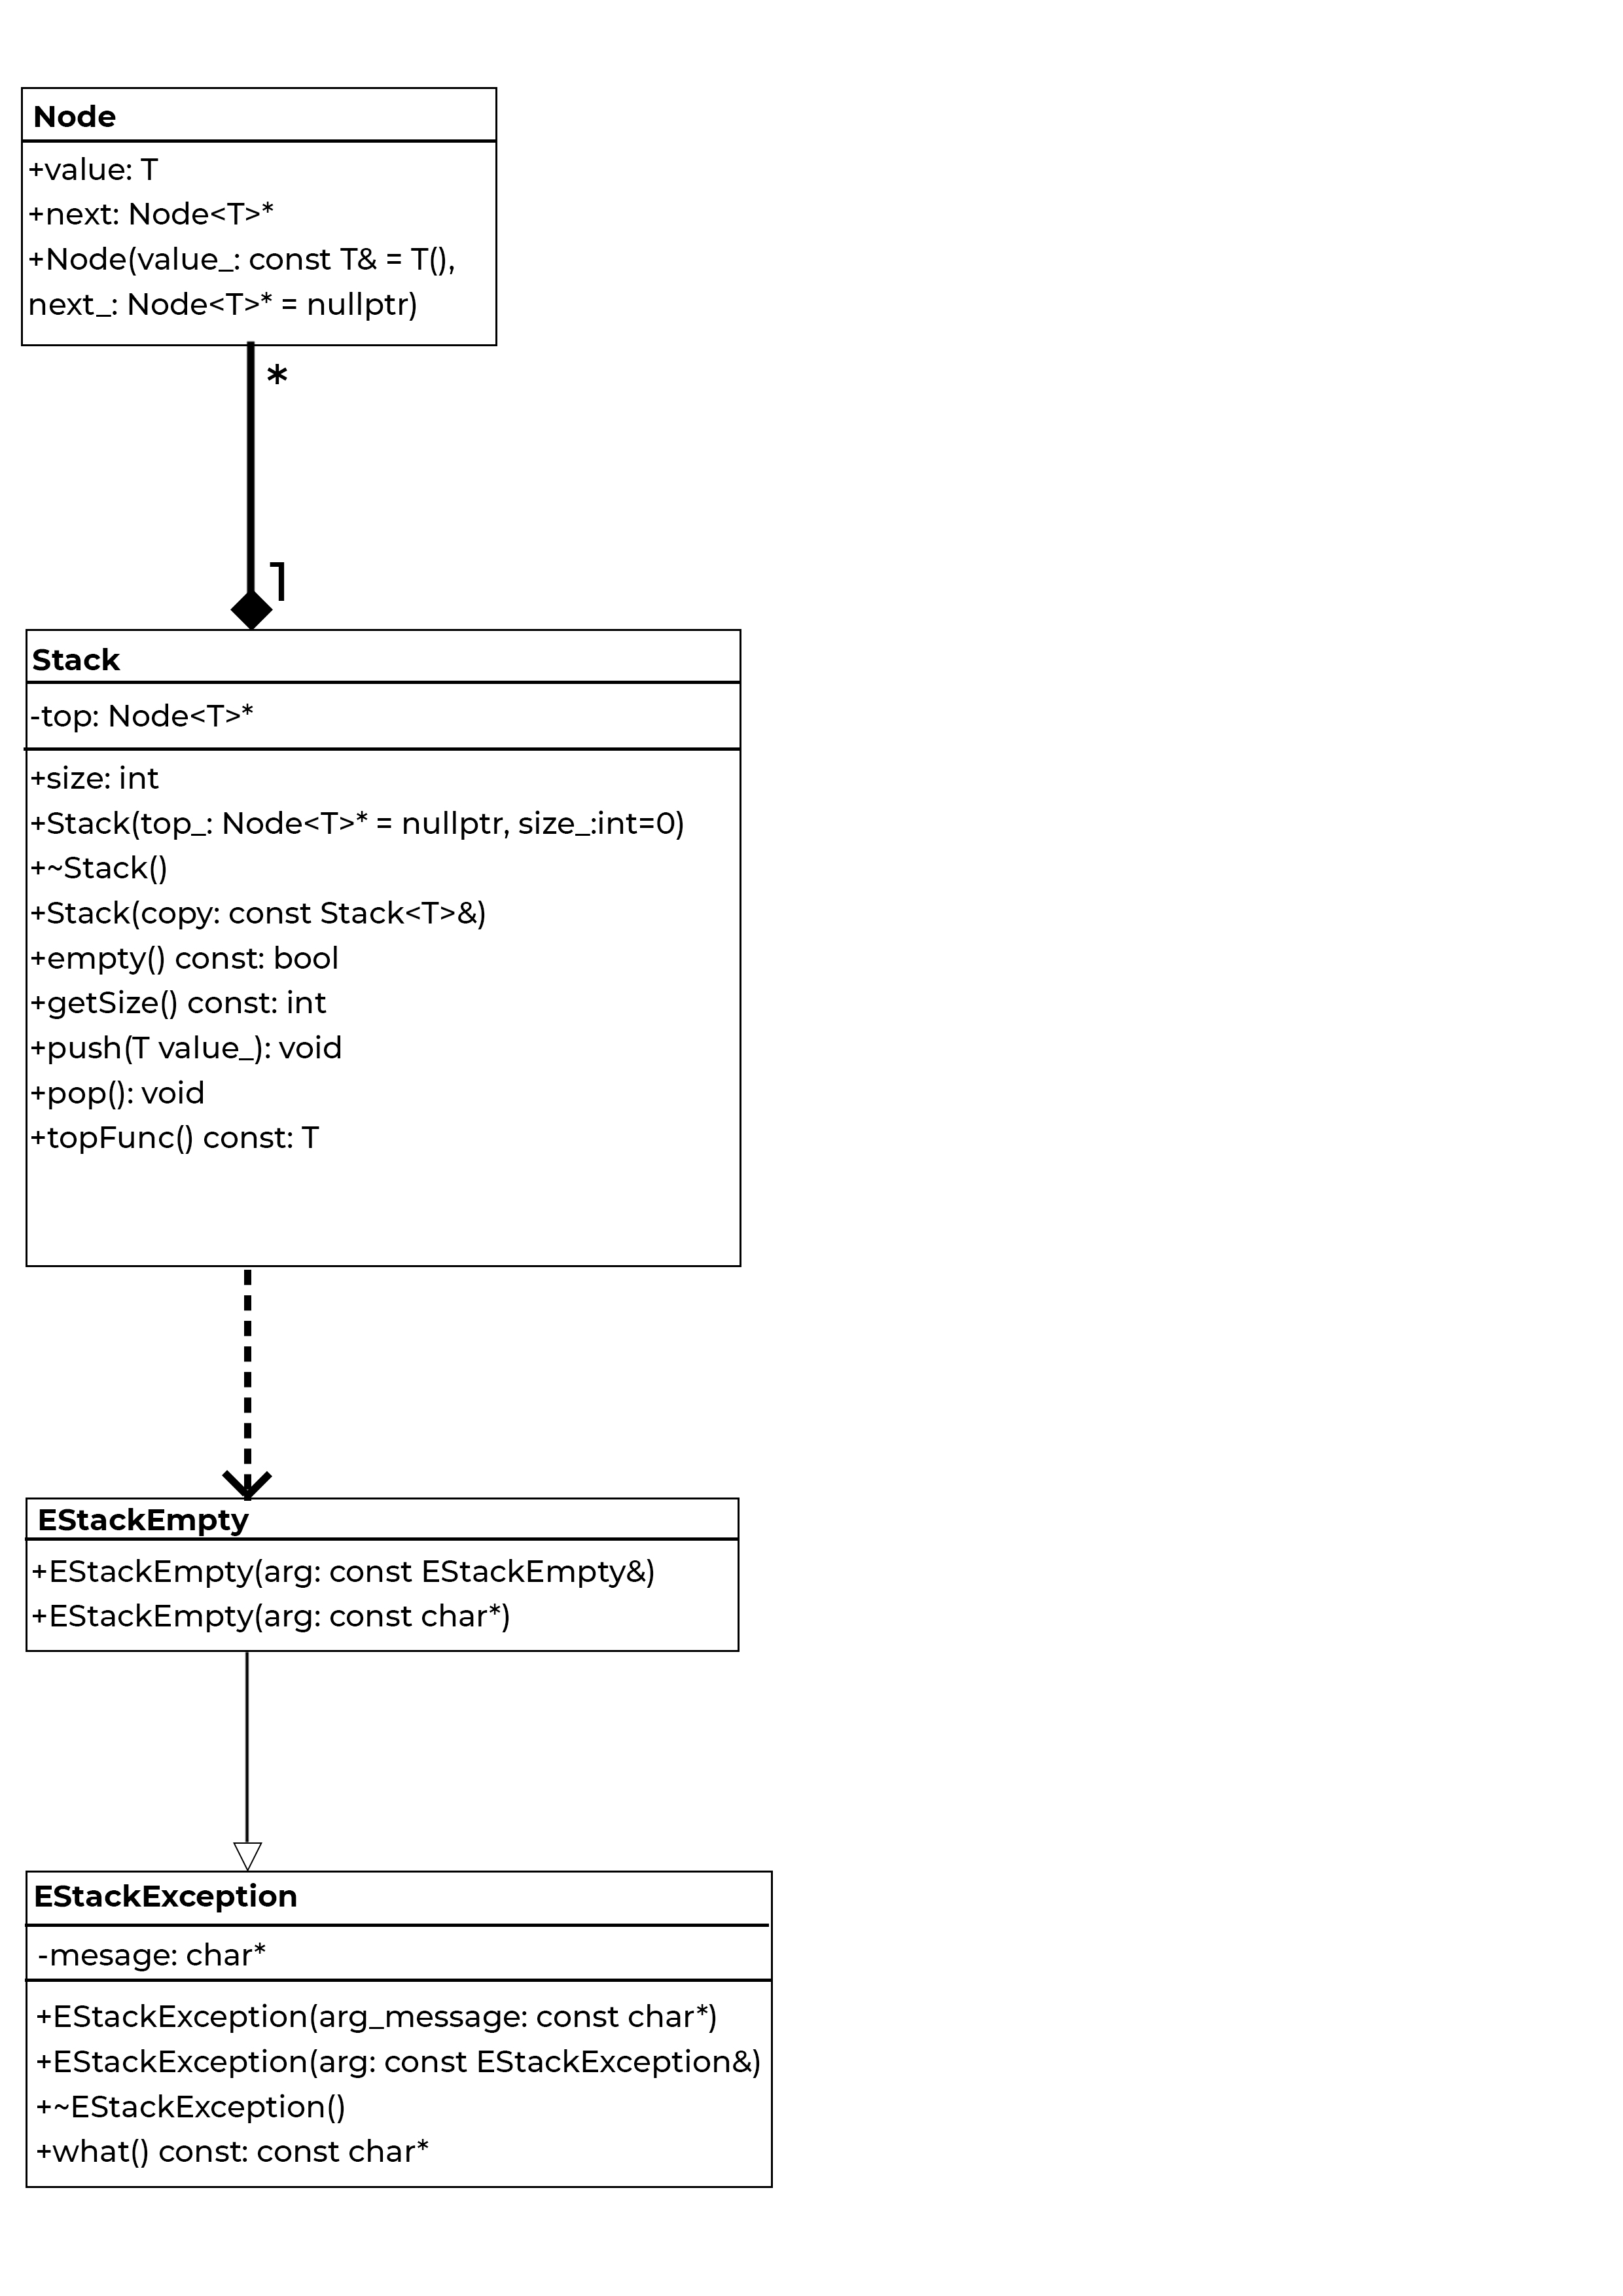 Node
+value: T
+next: Node<T>*
+Node(value_: const T& = T(),
next_: Node<T>* = nullptr)
*
1
Stack
-top: Node<T>*
+size: int
+Stack(top_: Node<T>* = nullptr, size_:int=0)
+~Stack()
+Stack(copy: const Stack<T>&)
+empty() const: bool
+getSize() const: int
+push(T value_): void
+pop(): void
+topFunc() const: T
EStackEmpty
+EStackEmpty(arg: const EStackEmpty&)
+EStackEmpty(arg: const char*)
EStackException
-mesage: char*
+EStackException(arg_message: const char*)
+EStackException(arg: const EStackException&)
+~EStackException()
+what() const: const char*